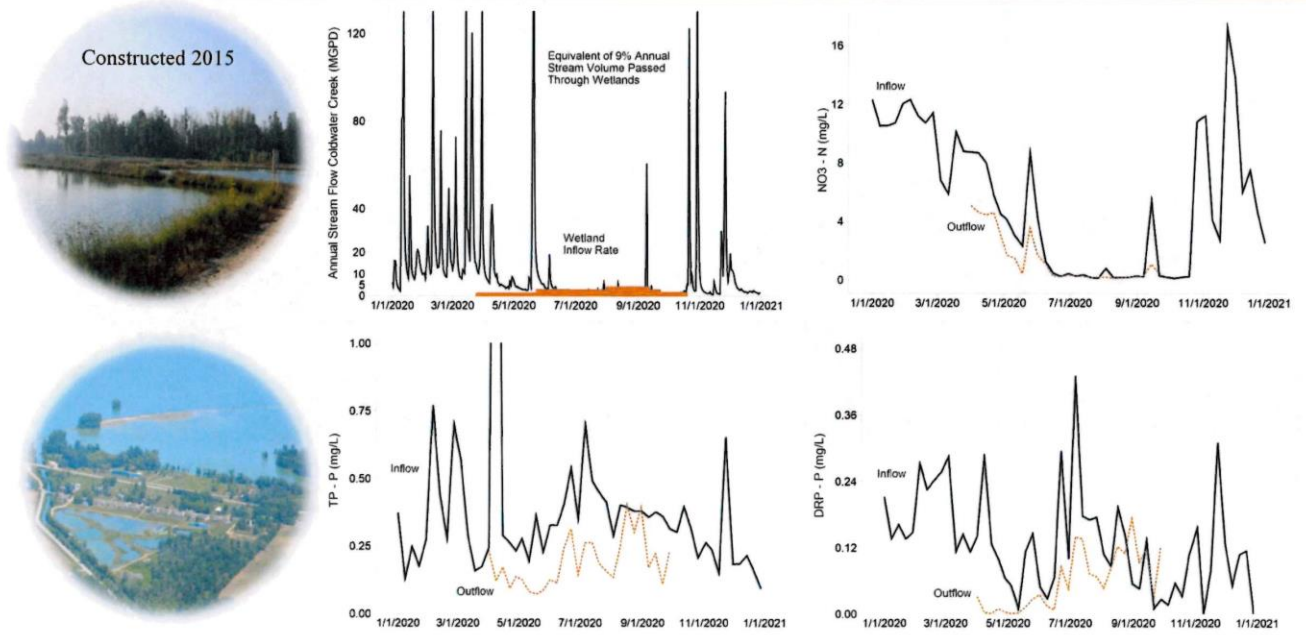 Constructed 2015
Annual Stream Flow Coldwater Creek (MGPD)
120
80
40
20
10
5
0
Equivalent of 9% Annual
Stream Volume Passed
Through Wetlands
Wetland
Inflow Rate
1/1/2020 3/1/2020 5/1/2020 7/1/2020 9/1/2020 11/1/2020 1/1/2021
NO3 - N (mg/L)
16
12
8
4
0
Inflow
Outflow
1/1/2020 3/1/2020 5/1/2020 7/1/2020 9/1/2020 11/1/2020 1/1/2021
TP - P (mg/L)
1.00
0.75
0.50
0.25
0.00
Inflow
Outflow
1/1/2020 3/1/2020 5/1/2020 7/1/2020 9/1/2020 11/1/2020 1/1/2021
DRP - P (mg/L)
0.48
0.36
0.24
0.12
0.00
Inflow
Outflow
1/1/2020 3/1/2020 5/1/2020 7/1/2020 9/1/2020 11/1/2020 1/1/2021